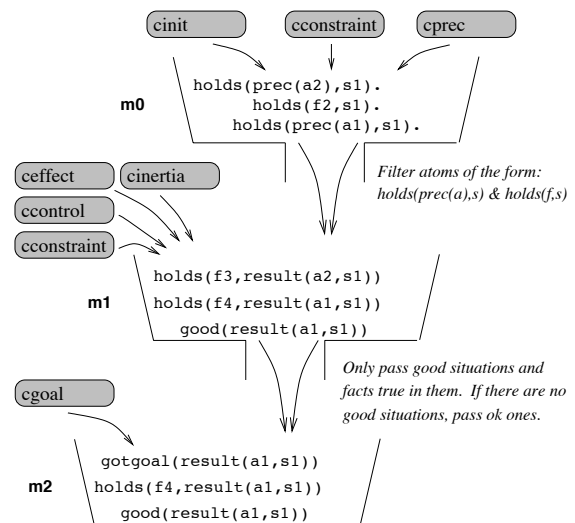 cinit cconstraint cprec
holds(prec(a2),s1).
holds(f2,s1).
m0
holds(prec(a1),s1).
Filter atoms of the form:
holds(prec(a),s) & holds(f,s)
ceffect cinertia
ccontrol
cconstraint
holds(f3,result(a2,s1))
m1
holds(f4,result(a1,s1))
good(result(a1,s1))
Only pass good situations and
facts true in them. If there are no
good situations, pass ok ones.
cgoal
gotgoal(result(a1,s1))
m2
holds(f4,result(a1,s1))
good(result(a1,s1))